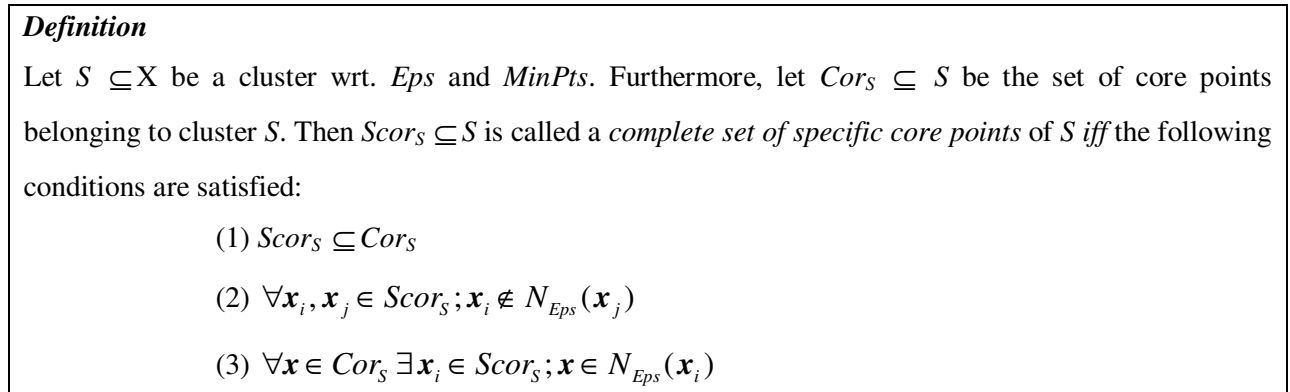 Definition
Let S ⊆X be a cluster wrt. Eps and MinPts. Furthermore, let Cor_S ⊆ S be the set of core points
belonging to cluster S. Then Scor_S ⊆ S is called a complete set of specific core points of S iff the following
conditions are satisfied:
(1) Scor_S ⊆ Cor_S
(2) ∀x_i, x_j ∈ Scor_S; x_i ∉ N_Eps(x_j)
(3) ∀x ∈ Cor_S ∃x_i ∈ Scor_S; x ∈ N_Eps(x_i)